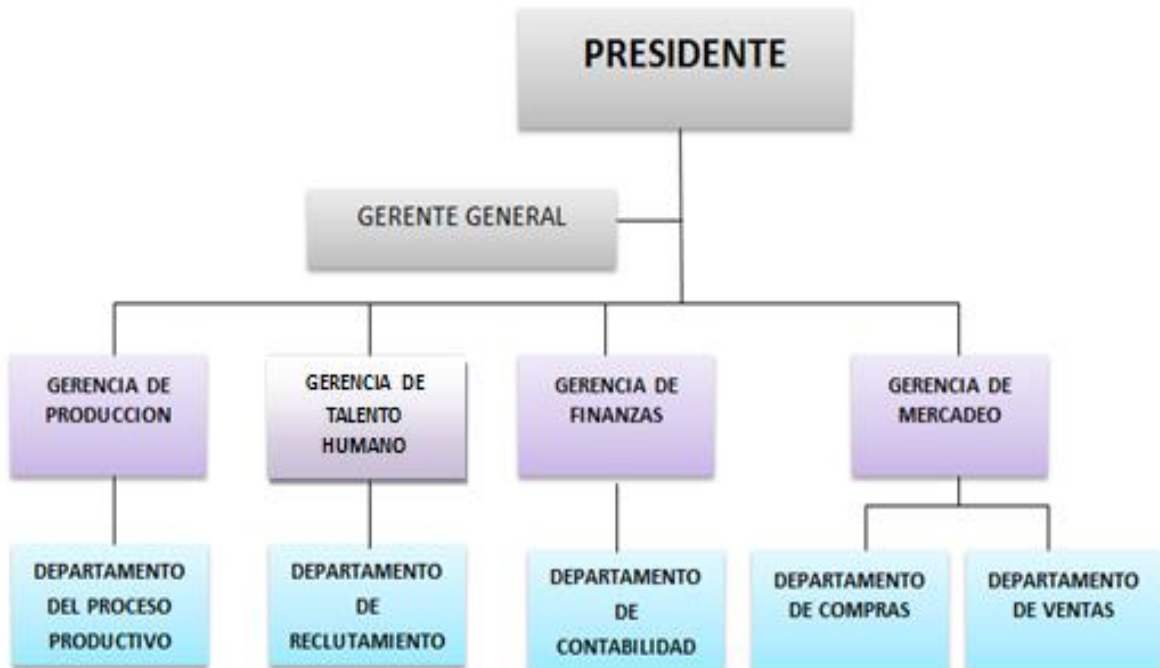 PRESIDENTE
GERENTE GENERAL
GERENCIA DE
PRODUCCION
GERENCIA DE
TALENTO
HUMANO
GERENCIA DE
FINANZAS
GERENCIA DE
MERCADEO
DEPARTAMENTO
DEL PROCESO
PRODUCTIVO
DEPARTAMENTO
DE
RECLUTAMIENTO
DEPARTAMENTO
DE
CONTABILIDAD
DEPARTAMENTO
DE COMPRAS
DEPARTAMENTO
DE VENTAS